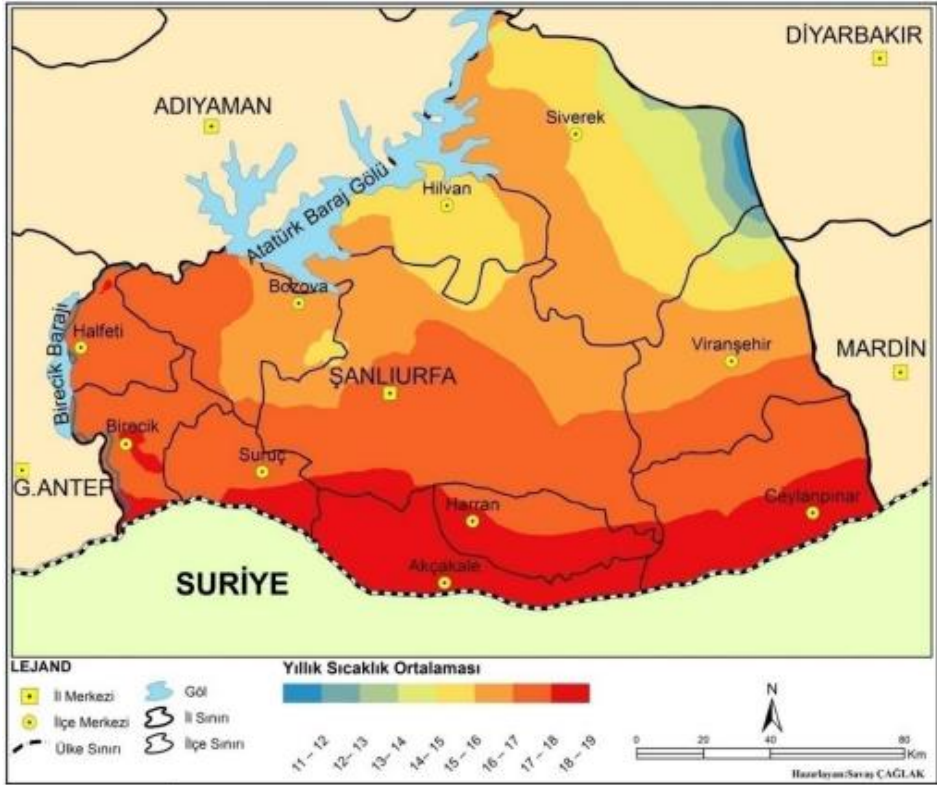 DİYARBAKIR
ADIYAMAN
Siverek
Atatürk Baraj Gölü
Hilvan
Bozova
Birecik Barajı
Halfeti
Viranşehir
MARDİN
ŞANLIURFA
Birecik
Suruç
G.ANTEP
Harran
Ceylanpınar
Akçakale
SURİYE
LEJAND
İl Merkezi
İlçe Merkezi
Ülke Sınırı
Göl
İl Sınırı
İlçe Sınırı
Yıllık Sıcaklık Ortalaması
11 – 12
12– 13
13– 14
14– 15
15 – 16
16 – 17
17 – 18
18 – 19
N
0 20 40 80
Km
Hazırlayan:Savaş ÇAĞLAK